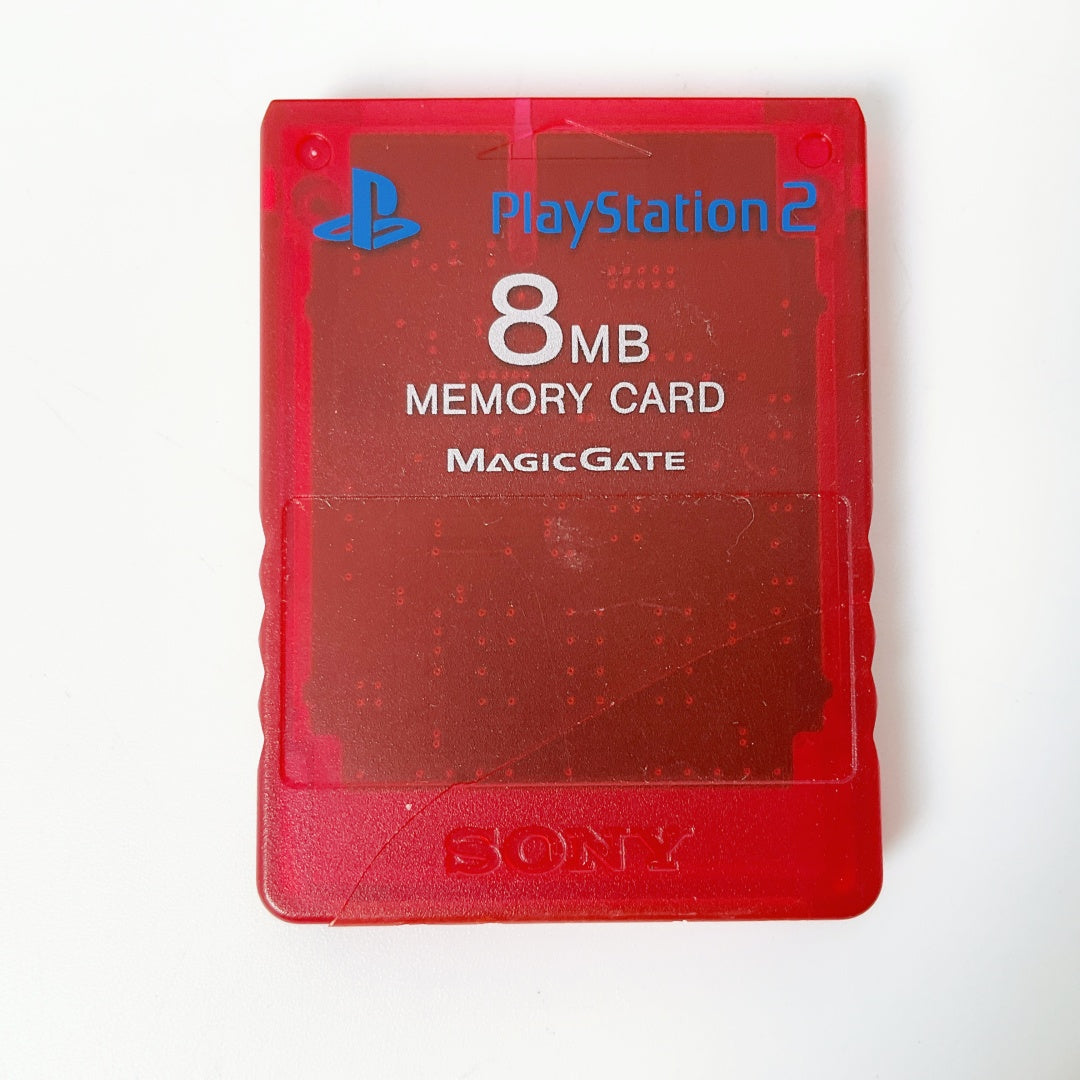 PlayStation 2
8MB
MEMORY CARD
MAGICGATE
SONY